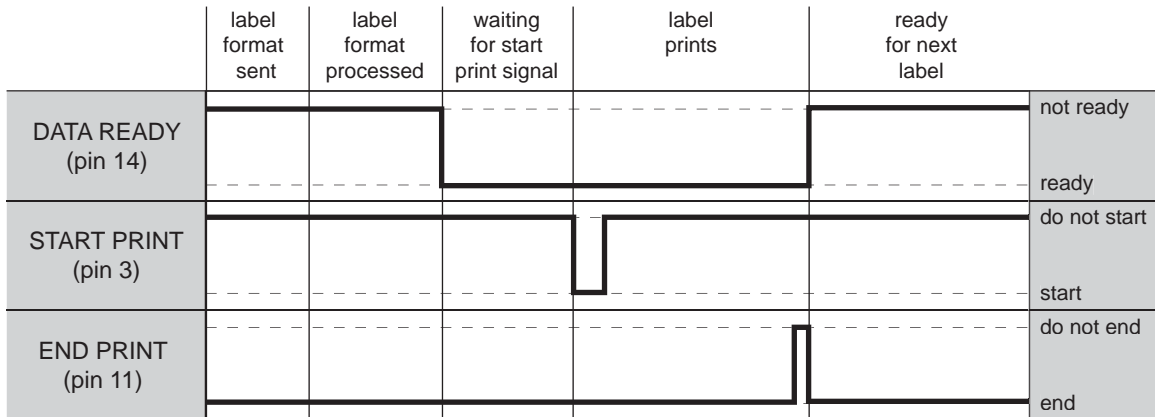 label
format
sent
label
format
processed
waiting
for start
print signal
label
prints
ready
for next
label
DATA READY
(pin 14)
not ready
ready
START PRINT
(pin 3)
do not start
start
END PRINT
(pin 11)
do not end
end